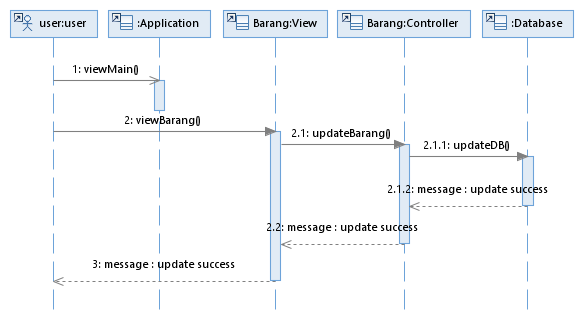 user:user
:Application
Barang:View
Barang:Controller
:Database
1: viewMain()
2: viewBarang()
2.1: updateBarang()
2.1.1: updateDB()
2.1.2: message : update success
2.2: message : update success
3: message : update success